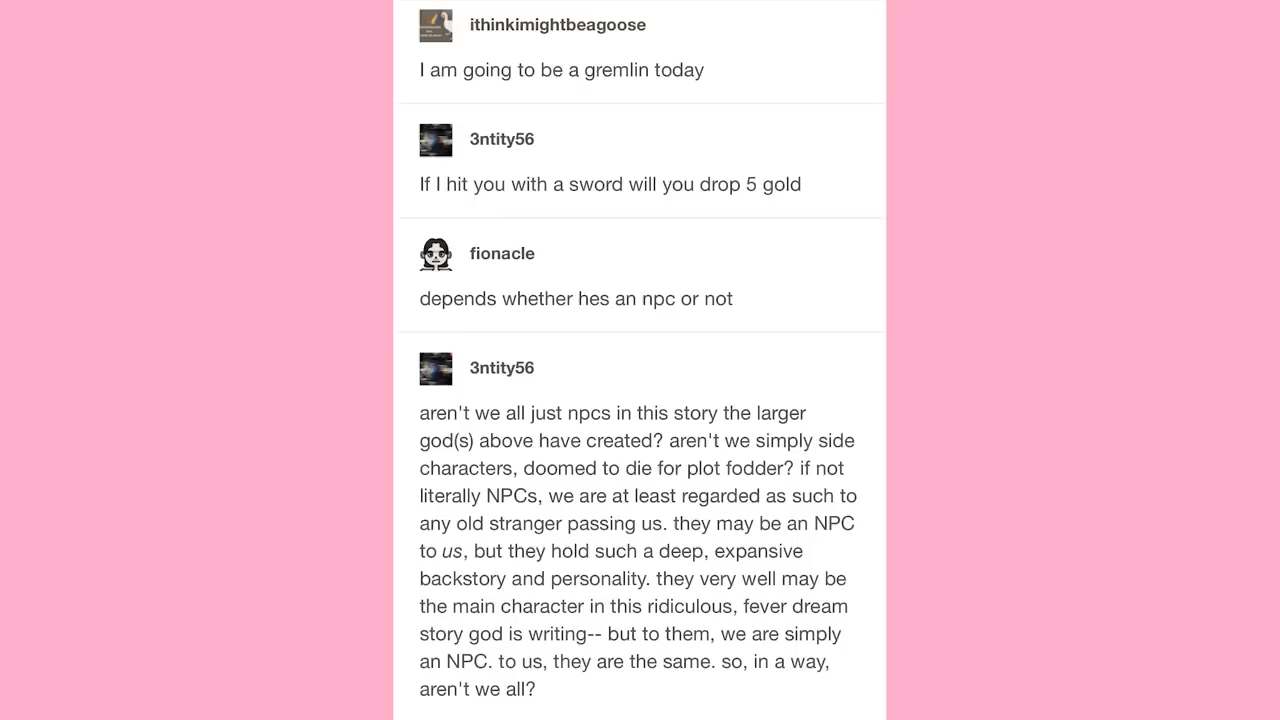 ithinkimightbeagoose
I am going to be a gremlin today
3ntity56
If I hit you with a sword will you drop 5 gold
fionacle
depends whether hes an npc or not
3ntity56
aren't we all just npcs in this story the larger
god(s) above have created? aren't we simply side
characters, doomed to die for plot fodder? if not
literally NPCs, we are at least regarded as such to
any old stranger passing us. they may be an NPC
to us, but they hold such a deep, expansive
backstory and personality. they very well may be
the main character in this ridiculous, fever dream
story god is writing-- but to them, we are simply
an NPC. to us, they are the same. so, in a way,
aren't we all?